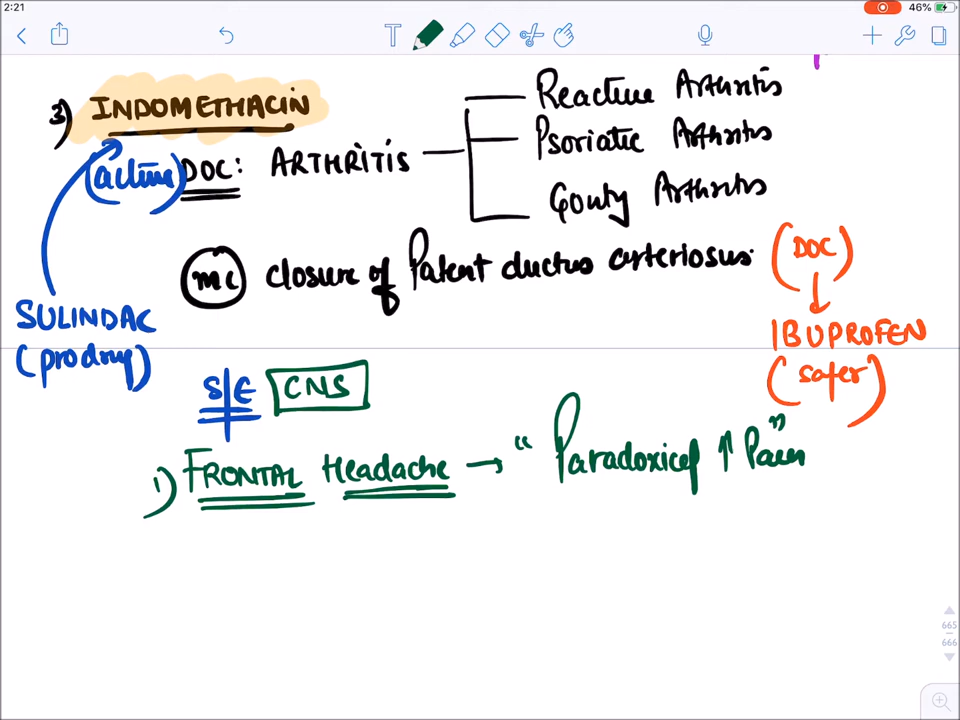 2:21
46%
T
3) INDOMETHACIN
Reactive Arthritis
(active) DOC: ARTHRITIS
Psoriatic Arthritis
Gouty Arthritis
mc closure of Patent ductus arteriosus. (DOC)
SULINDAC
(prodrug)
IBUPROFEN
(safer)
S/E CNS
1) FRONTAL Headache → "Paradoxical ↑ Pain"
665
666